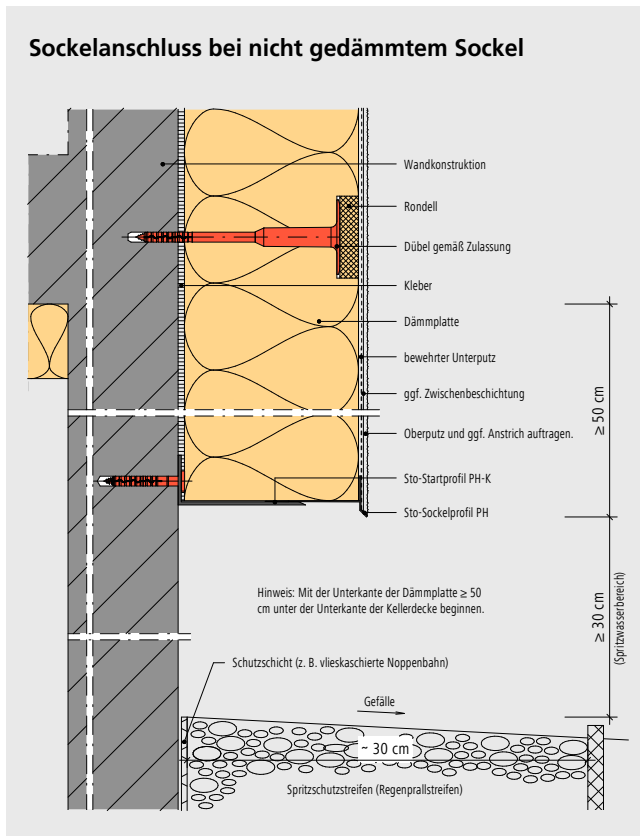 Sockelanschluss bei nicht gedämmtem Sockel
Wandkonstruktion
Rondell
Dübel gemäß Zulassung
Kleber
Dämmplatte
bewehrter Unterputz
ggf. Zwischenbeschichtung
≥ 50 cm
Oberputz und ggf. Anstrich auftragen.
Sto-Startprofil PH-K
Sto-Sockelprofil PH
Hinweis: Mit der Unterkante der Dämmplatte ≥ 50
cm unter der Unterkante der Kellerdecke beginnen.
≥ 30 cm
(Spritzwasserbereich)
Schutzschicht (z. B. vlieskaschierte Noppenbahn)
Gefälle
~ 30 cm
Spritzschutzstreifen (Regenprallstreifen)